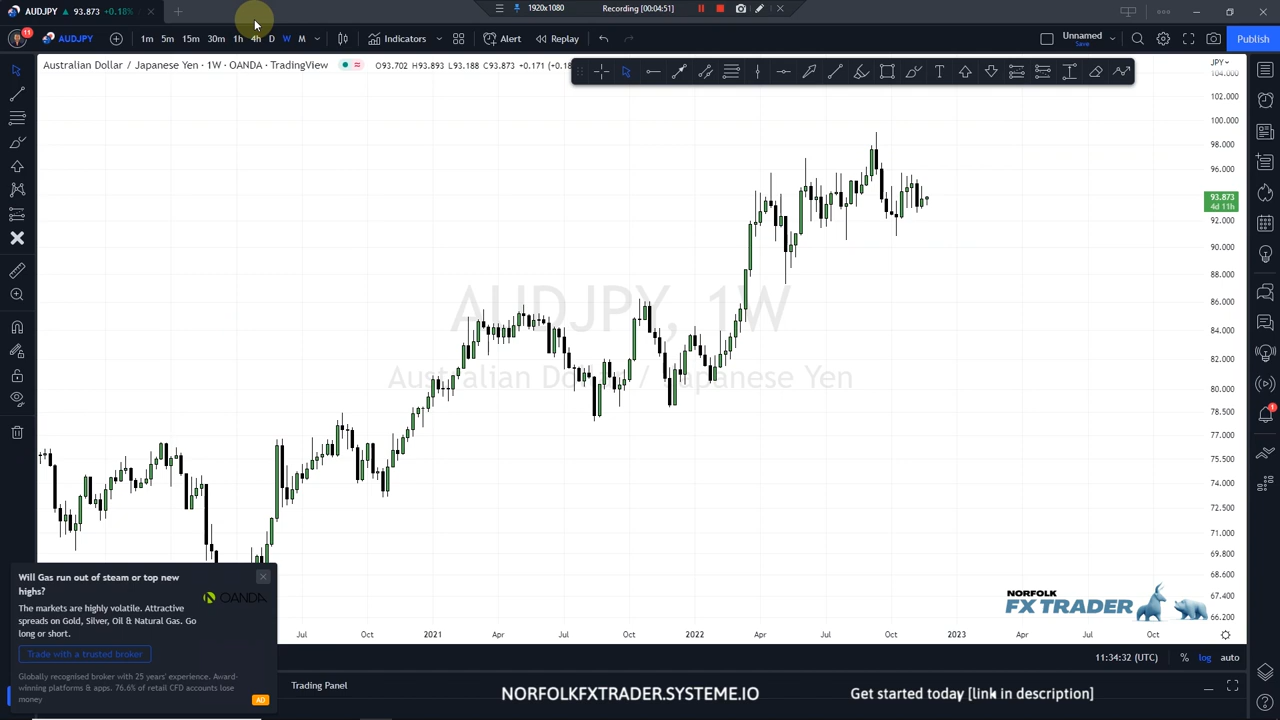 AUDJPY ▲ 93.873 +0.18%
1920x1080
Recording [00:04:51]
11
AUDJPY
1m 5m 15m 30m 1h 4h D W M
Indicators
Alert
Replay
Unnamed
Save
Publish
Australian Dollar / Japanese Yen · 1W · OANDA · TradingView
O93.702 H93.893 L93.188 C93.873 +0.171 (+0.18
JPY
104.000
102.000
100.000
98.000
96.000
93.873
4d 11h
92.000
90.000
88.000
86.000
84.000
82.000
80.000
78.500
77.000
75.500
74.000
72.500
71.000
69.800
68.600
67.400
66.200
AUDJPY, 1W
Australian Dollar / Japanese Yen
1
Will Gas run out of steam or top new
highs?
OANDA
The markets are highly volatile. Attractive
spreads on Gold, Silver, Oil & Natural Gas. Go
long or short.
Trade with a trusted broker
Globally recognised broker with 25 years' experience. Award-
winning platforms & apps. 76.6% of retail CFD accounts lose
money
AD
NORFOLK
FX TRADER
Jul Oct 2021 Apr Jul Oct 2022 Apr Jul Oct 2023 Apr Jul Oct
11:34:32 (UTC)
% log auto
Trading Panel
NORFOLKFXTRADER.SYSTEME.IO
Get started today [link in description]